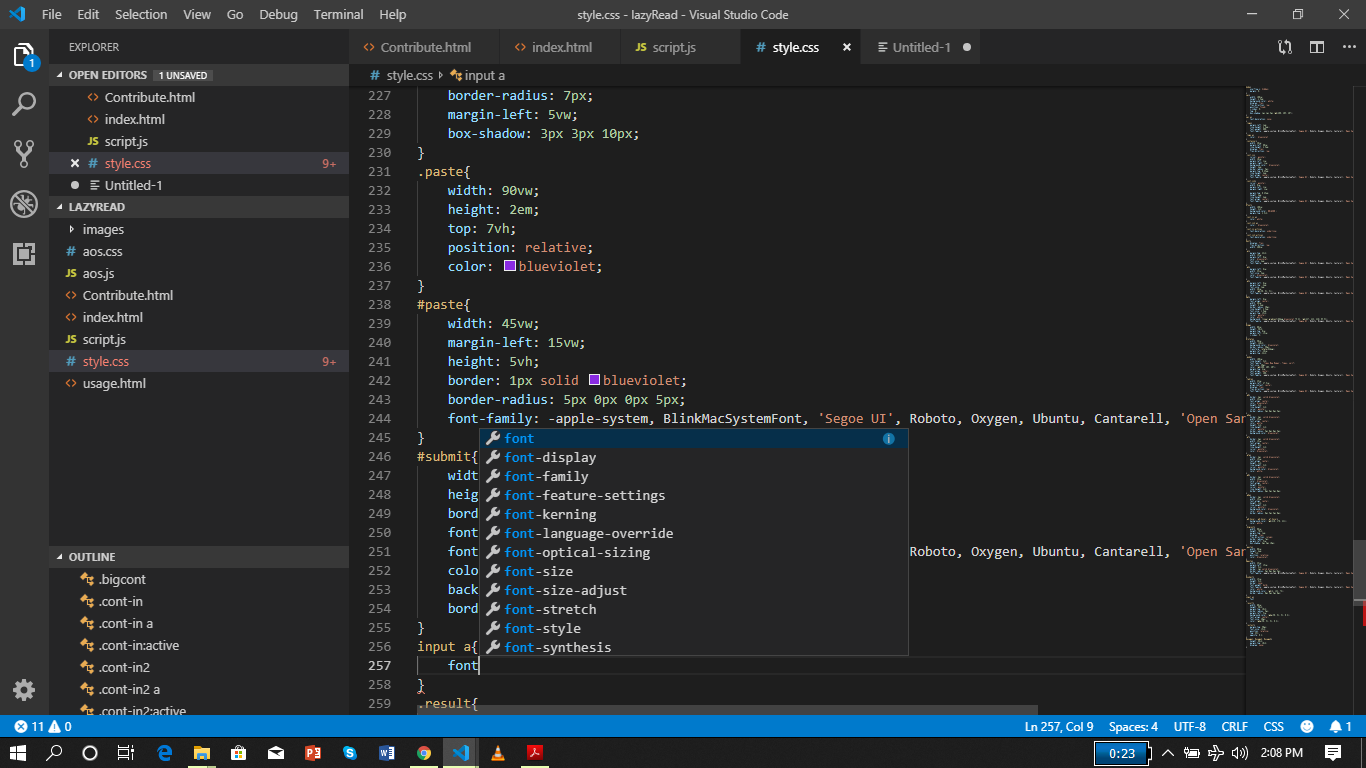 File Edit Selection View Go Debug Terminal Help
style.css - lazyRead - Visual Studio Code
1
EXPLORER
OPEN EDITORS 1 UNSAVED
<> Contribute.html
<> index.html
JS script.js
# style.css 9+
Untitled-1
LAZYREAD
images
# aos.css
JS aos.js
<> Contribute.html
<> index.html
JS script.js
# style.css 9+
<> usage.html
OUTLINE
.bigcont
.cont-in
.cont-in a
.cont-in:active
.cont-in2
.cont-in2 a
.cont-in2:active
<> Contribute.html <> index.html JS script.js # style.css × Untitled-1
# style.css input a
227 border-radius: 7px;
228 margin-left: 5vw;
229 box-shadow: 3px 3px 10px;
230 }
231 .paste{
232 width: 90vw;
233 height: 2em;
234 top: 7vh;
235 position: relative;
236 color: blueviolet;
237 }
238 #paste{
239 width: 45vw;
240 margin-left: 15vw;
241 height: 5vh;
242 border: 1px solid blueviolet;
243 border-radius: 5px 0px 0px 5px;
244 font-family: -apple-system, BlinkMacSystemFont, 'Segoe UI', Roboto, Oxygen, Ubuntu, Cantarell, 'Open San
245 }
246 #submit{
247 widt
248 heig
249 bord
250 font
251 font Roboto, Oxygen, Ubuntu, Cantarell, 'Open San
252 colo
253 back
254 bord
255 }
256 input a{
257 font
258 }
259 .result{
font
font-display
font-family
font-feature-settings
font-kerning
font-language-override
font-optical-sizing
font-size
font-size-adjust
font-stretch
font-style
font-synthesis
11 0 Ln 257, Col 9 Spaces: 4 UTF-8 CRLF CSS 1
0:23 2:08 PM